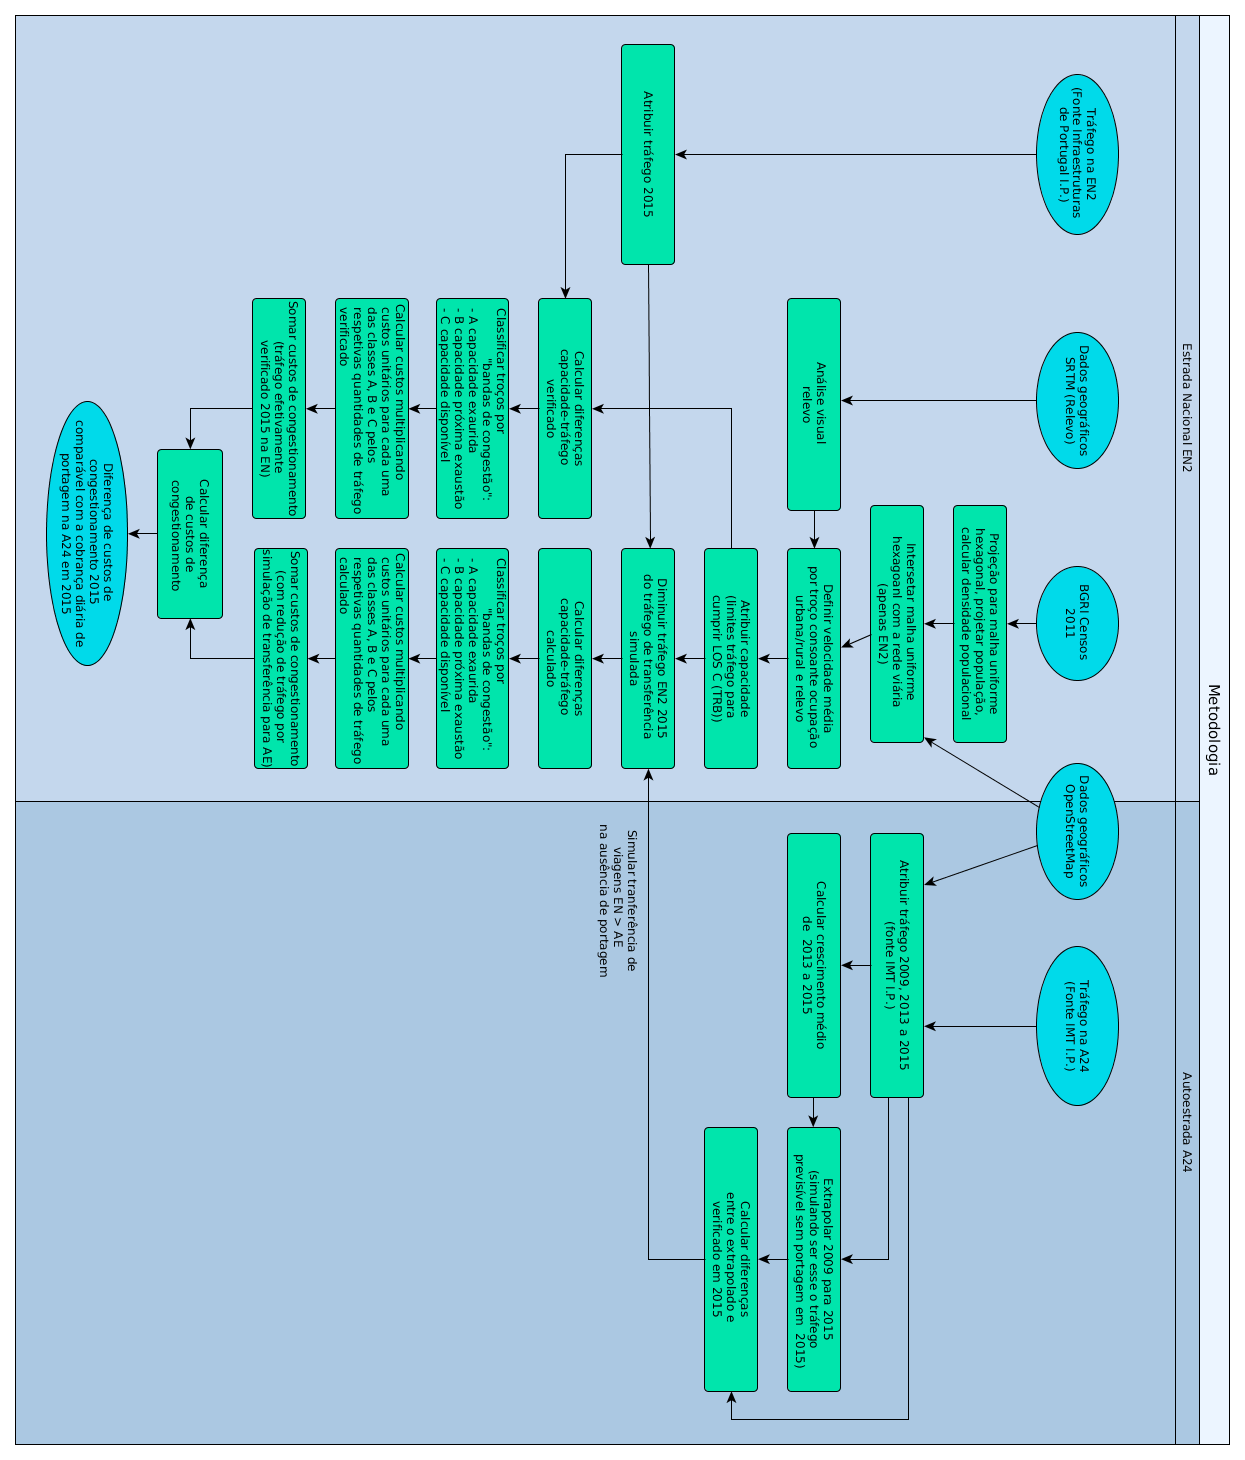 Metodologia
Estrada Nacional EN2
Autoestrada A24
Tráfego na EN2
(Fonte Infraestruturas
de Portugal I.P.)
Dados geográficos
SRTM (Relevo)
BGRI Censos
2011
Dados geográficos
OpenStreetMap
Tráfego na A24
(Fonte IMT I.P.)
Projeção para malha uniforme
hexagonal, projetar população,
calcular densidade populacional
Intersetar malha uniforme
hexagoanl com a rede viária
(apenas EN2)
Atribuir tráfego 2009, 2013 a 2015
(fonte IMT I.P.)
Análise visual
relevo
Definir velocidade média
por troço consoante ocupação
urbana/rural e relevo
Calcular crescimento médio
de 2013 a 2015
Extrapolar 2009 para 2015
(simulando ser esse o tráfego
previsível sem portagem em 2015)
Atribuir capacidade
(limites tráfego para
cumprir LOS C (TRB))
Calcular diferenças
entre o extrapolado e
verificado em 2015
Atribuir tráfego 2015
Diminuir tráfego EN2 2015
do tráfego de transferência
simulada
Simular tranferência de
viagens EN > AE
na ausência de portagem
Calcular diferenças
capacidade-tráfego
verificado
Calcular diferenças
capacidade-tráfego
calculado
Classificar troços por
"bandas de congestão":
- A capacidade exaurida
- B capacidade próxima exaustão
- C capacidade disponível
Classificar troços por
"bandas de congestão":
- A capacidade exaurida
- B capacidade próxima exaustão
- C capacidade disponível
Calcular custos multiplicando
custos unitários para cada uma
das classes A, B e C pelos
respetivas quantidades de tráfego
verificado
Calcular custos multiplicando
custos unitários para cada uma
das classes A, B e C pelos
respetivas quantidades de tráfego
calculado
Somar custos de congestionamento
(tráfego efetivamente
verificado 2015 na EN)
Somar custos de congestionamento
(com redução de tráfego por
simulação de transferência para AE)
Calcular diferença
de custos de
congestionamento
Diferença de custos de
congestionamento 2015
comparável com a cobrança diária de
portagem na A24 em 2015